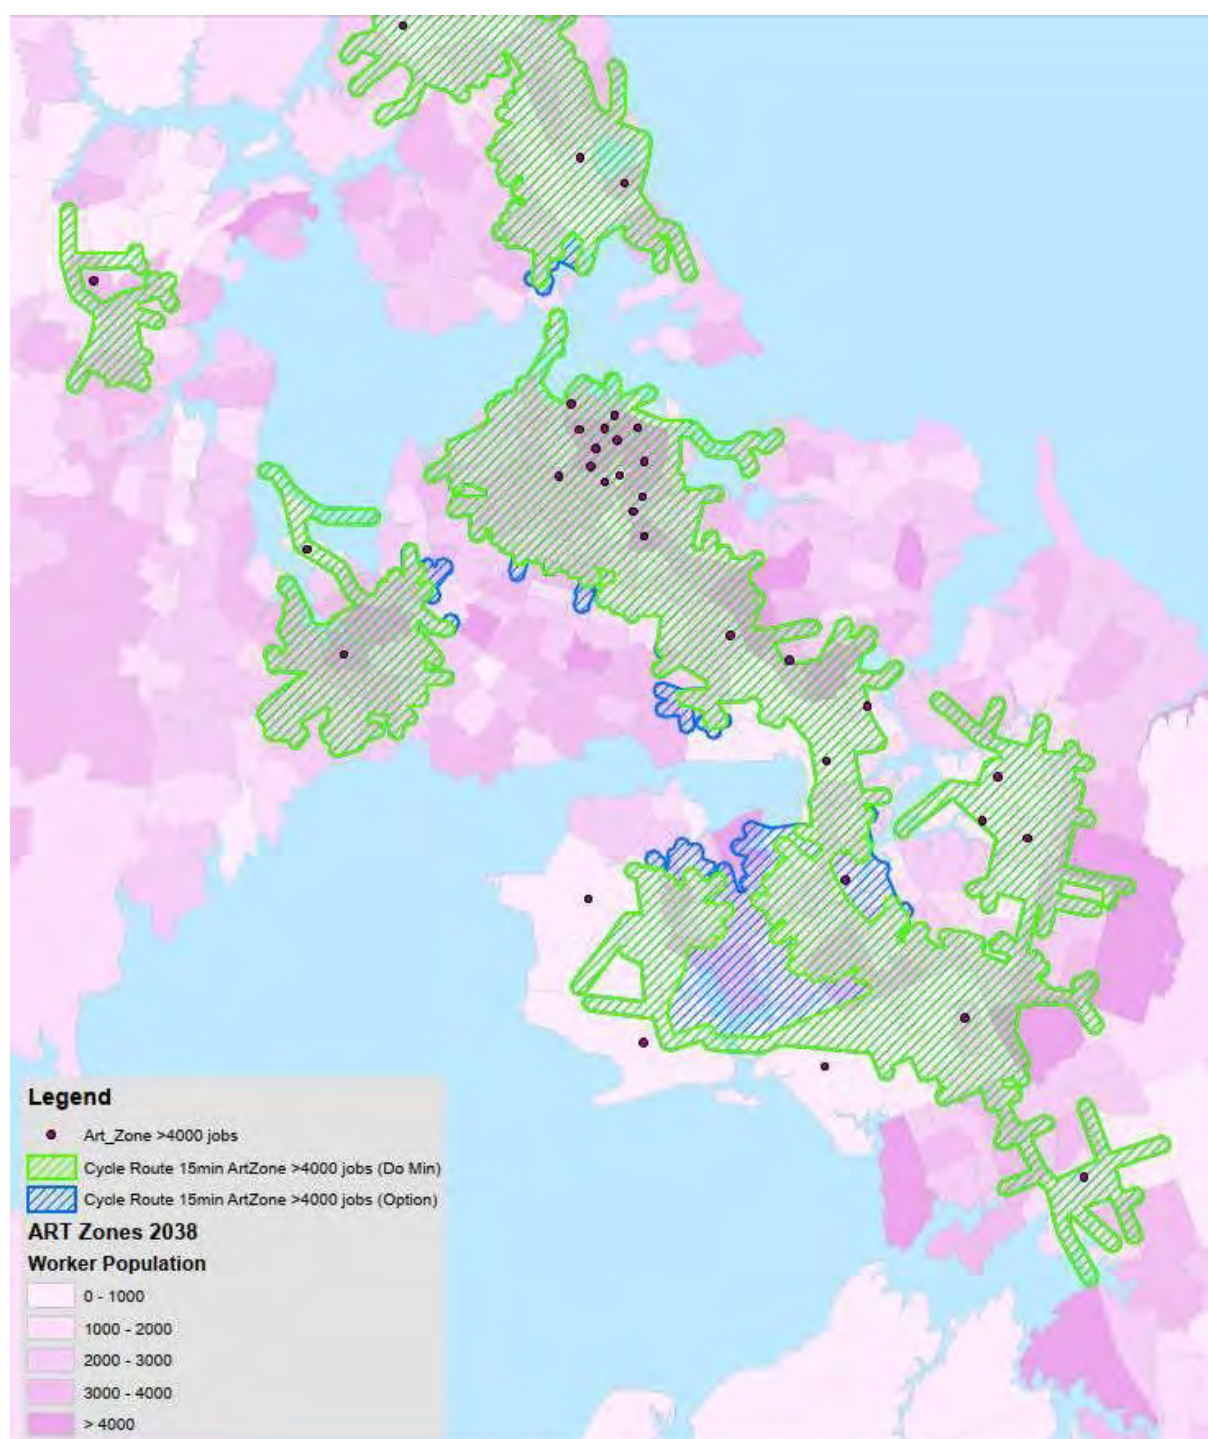 Legend
Art_Zone >4000 jobs
Cycle Route 15min ArtZone >4000 jobs (Do Min)
Cycle Route 15min ArtZone >4000 jobs (Option)
ART Zones 2038
Worker Population
0 - 1000
1000 - 2000
2000 - 3000
3000 - 4000
> 4000